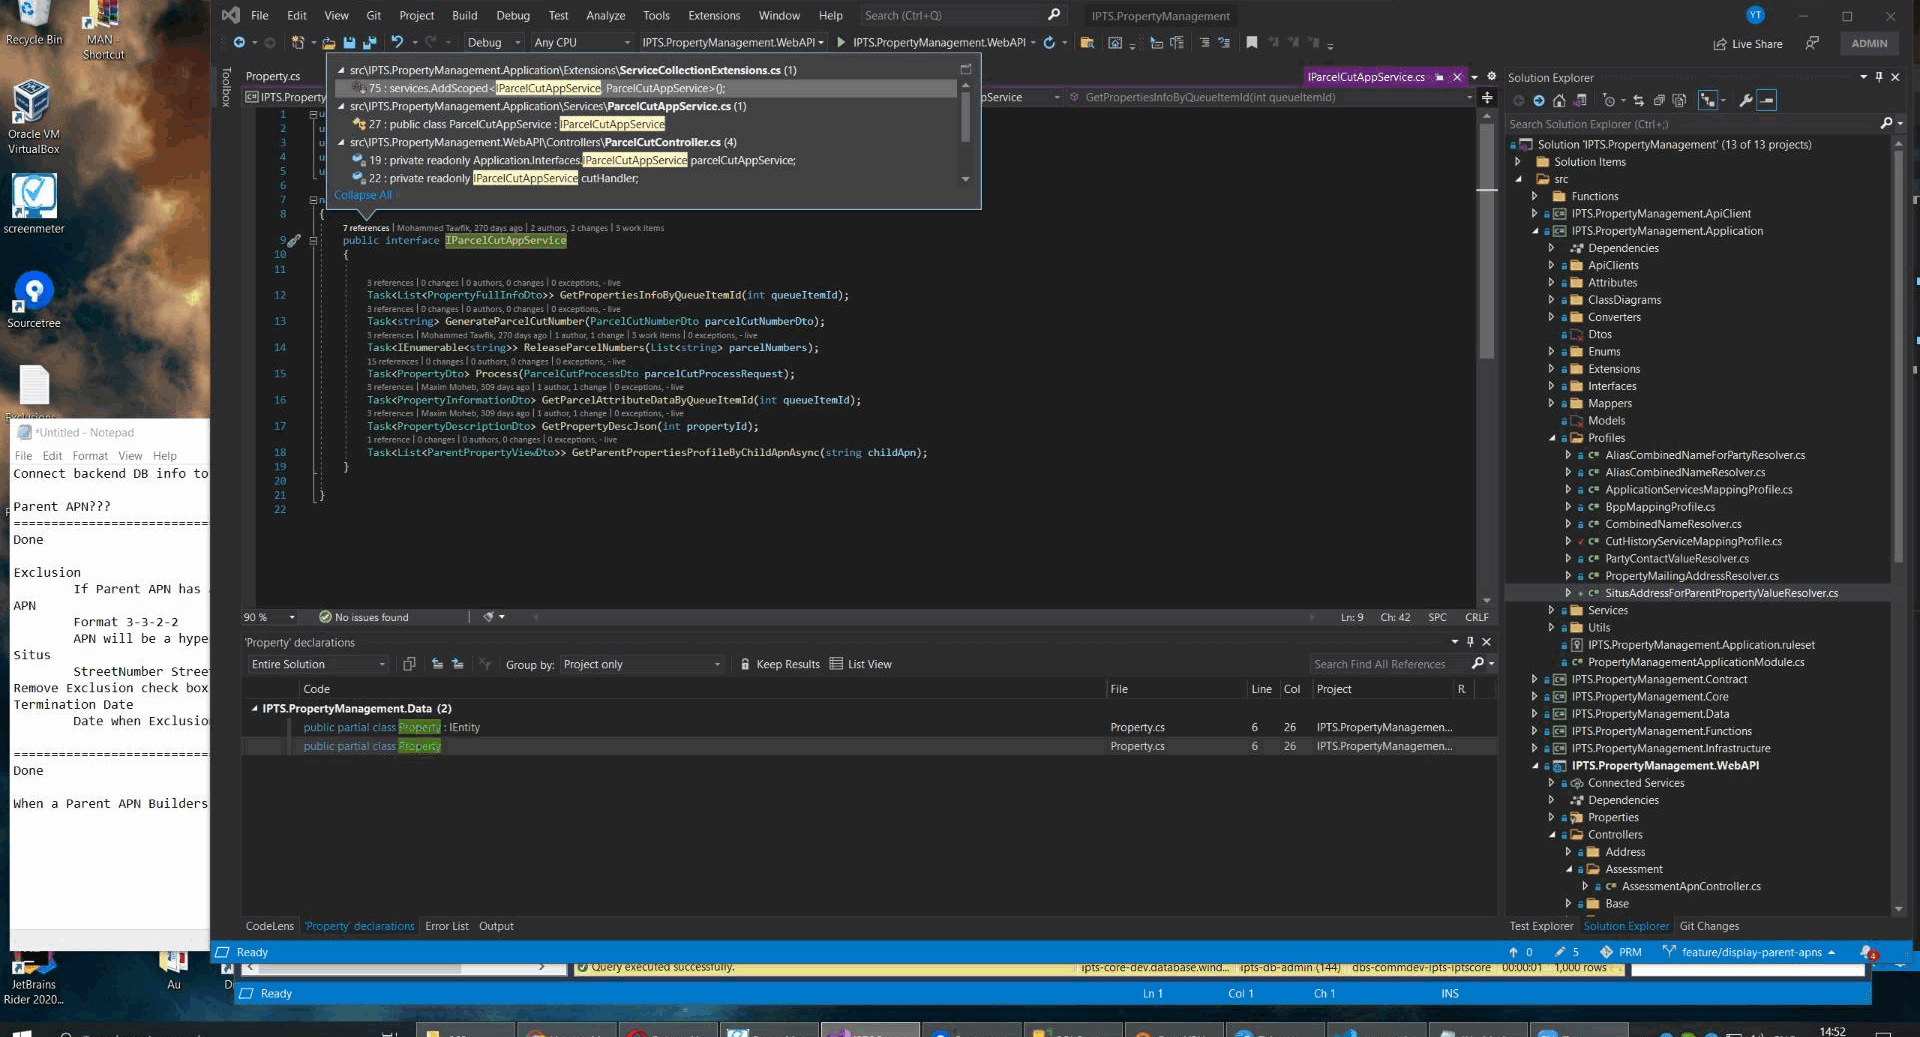 Recycle Bin
MAN -
Shortcut
Oracle VM
VirtualBox
screenmeter
Sourcetree
File Edit View Git Project Build Debug Test Analyze Tools Extensions Window Help Search (Ctrl+Q) IPTS.PropertyManagement YT
Debug Any CPU IPTS.PropertyManagement.WebAPI IPTS.PropertyManagement.WebAPI Live Share ADMIN
Toolbox
Property.cs
IParcelCutAppService.cs
IPTS.Property
GetPropertiesInfoByQueueItemId(int queueItemId)
src\IPTS.PropertyManagement.Application\Extensions\ServiceCollectionExtensions.cs (1)
75 : services.AddScoped<IParcelCutAppService, ParcelCutAppService>();
src\IPTS.PropertyManagement.Application\Services\ParcelCutAppService.cs (1)
27 : public class ParcelCutAppService : IParcelCutAppService
src\IPTS.PropertyManagement.WebAPI\Controllers\ParcelCutController.cs (4)
19 : private readonly Application.Interfaces.IParcelCutAppService parcelCutAppService;
22 : private readonly IParcelCutAppService cutHandler;
Collapse All
1
2
3
4
5
6
7
8 {
7 references | Mohammed Tawfik, 270 days ago | 2 authors, 2 changes | 3 work items
9 public interface IParcelCutAppService
10 {
11
3 references | 0 changes | 0 authors, 0 changes | 0 exceptions, - live
12 Task<List<PropertyFullInfoDto>> GetPropertiesInfoByQueueItemId(int queueItemId);
3 references | 0 changes | 0 authors, 0 changes | 0 exceptions, - live
13 Task<string> GenerateParcelCutNumber(ParcelCutNumberDto parcelCutNumberDto);
3 references | Mohammed Tawfik, 270 days ago | 1 author, 1 change | 3 work items | 0 exceptions, - live
14 Task<IEnumerable<string>> ReleaseParcelNumbers(List<string> parcelNumbers);
15 references | 0 changes | 0 authors, 0 changes | 0 exceptions, - live
15 Task<PropertyDto> Process(ParcelCutProcessDto parcelCutProcessRequest);
3 references | Maxim Moheb, 309 days ago | 1 author, 1 change | 0 exceptions, - live
16 Task<PropertyInformationDto> GetParcelAttributeDataByQueueItemId(int queueItemId);
3 references | Maxim Moheb, 309 days ago | 1 author, 1 change | 0 exceptions, - live
17 Task<PropertyDescriptionDto> GetPropertyDescJson(int propertyId);
1 reference | 0 changes | 0 authors, 0 changes | 0 exceptions, - live
18 Task<List<ParentPropertyViewDto>> GetParentPropertiesProfileByChildApnAsync(string childApn);
19 }
20
21 }
22
90 % No issues found Ln: 9 Ch: 42 SPC CRLF
'Property' declarations
Entire Solution Group by: Project only Keep Results List View Search Find All References
Code File Line Col Project R
IPTS.PropertyManagement.Data (2)
public partial class Property : IEntity Property.cs 6 26 IPTS.PropertyManagemen...
public partial class Property Property.cs 6 26 IPTS.PropertyManagemen...
CodeLens 'Property' declarations Error List Output
Solution Explorer
Search Solution Explorer (Ctrl+;)
Solution 'IPTS.PropertyManagement' (13 of 13 projects)
Solution Items
src
Functions
IPTS.PropertyManagement.ApiClient
IPTS.PropertyManagement.Application
Dependencies
ApiClients
Attributes
ClassDiagrams
Converters
Dtos
Enums
Extensions
Interfaces
Mappers
Models
Profiles
AliasCombinedNameForPartyResolver.cs
AliasCombinedNameResolver.cs
ApplicationServicesMappingProfile.cs
BppMappingProfile.cs
CombinedNameResolver.cs
CutHistoryServiceMappingProfile.cs
PartyContactValueResolver.cs
PropertyMailingAddressResolver.cs
SitusAddressForParentPropertyValueResolver.cs
Services
Utils
IPTS.PropertyManagement.Application.ruleset
PropertyManagementApplicationModule.cs
IPTS.PropertyManagement.Contract
IPTS.PropertyManagement.Core
IPTS.PropertyManagement.Data
IPTS.PropertyManagement.Functions
IPTS.PropertyManagement.Infrastructure
IPTS.PropertyManagement.WebAPI
Connected Services
Dependencies
Properties
Controllers
Address
Assessment
AssessmentApnController.cs
Base
Test Explorer Solution Explorer Git Changes
Ready 0 5 PRM feature/display-parent-apns 4
*Untitled - Notepad
File Edit Format View Help
Connect backend DB info to
Parent APN???
==========================
Done
Exclusion
If Parent APN has
APN
Format 3-3-2-2
APN will be a hype
Situs
StreetNumber Stree
Remove Exclusion check box
Termination Date
Date when Exclusio
==========================
Done
When a Parent APN Builders
JetBrains
Rider 2020...
Au
Query executed successfully. ipts-core-dev.database.wind... ipts-db-admin (144) dbs-commdev-ipts-iptscore 00:00:01 1,000 rows
Ready Ln 1 Col 1 Ch 1 INS
14:52